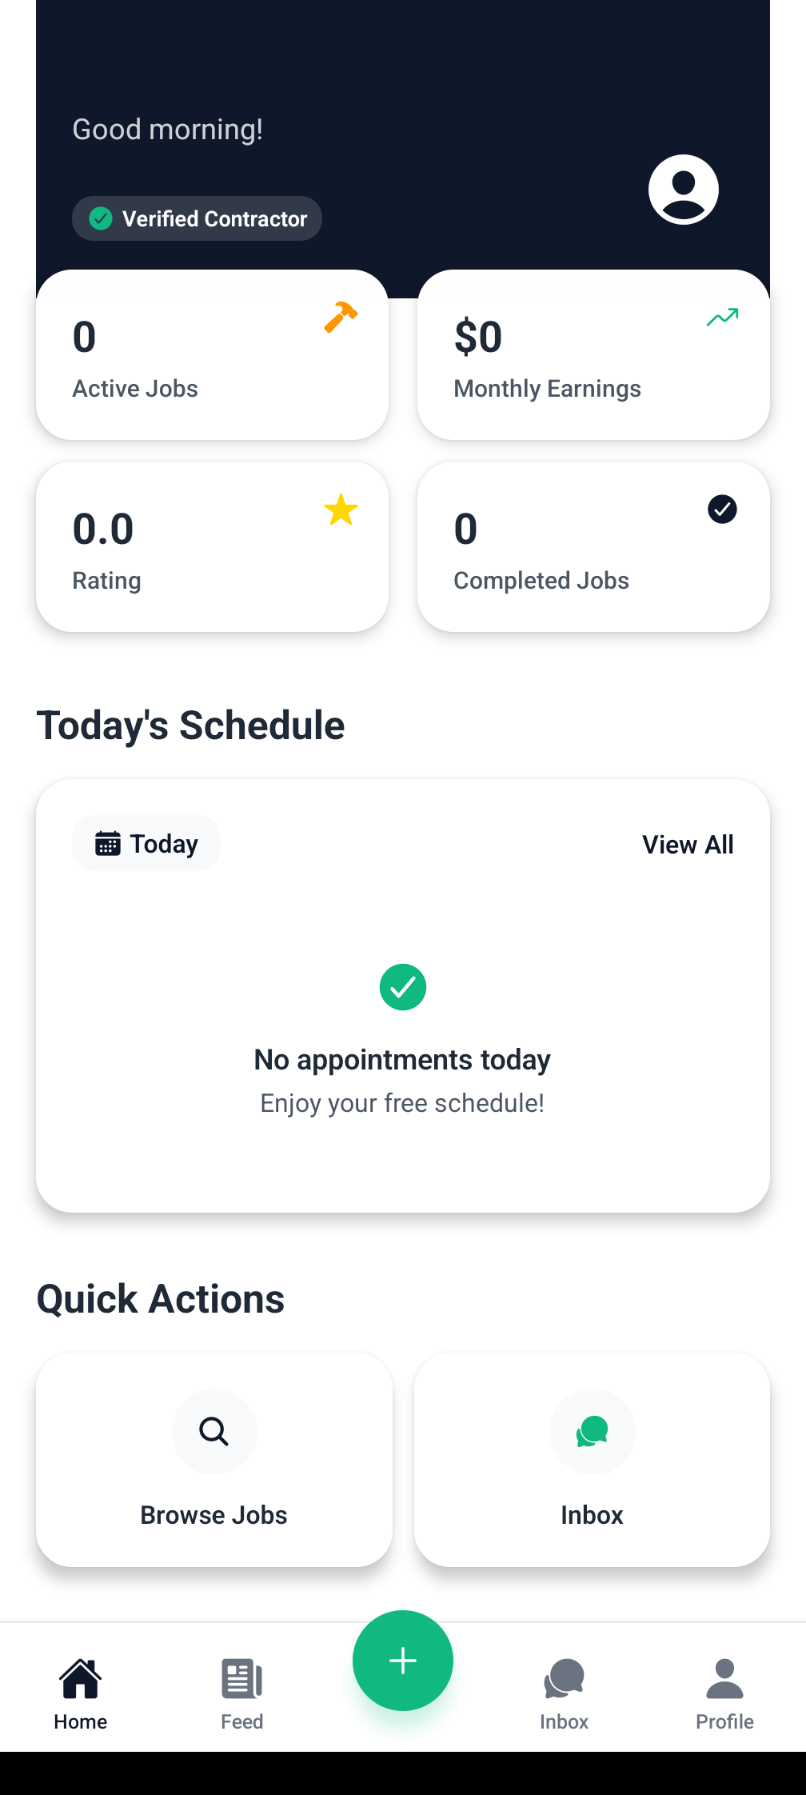 Good morning!
Verified Contractor
0
Active Jobs
$0
Monthly Earnings
0.0
Rating
0
Completed Jobs
Today's Schedule
Today
View All
No appointments today
Enjoy your free schedule!
Quick Actions
Browse Jobs
Inbox
Home
Feed
Inbox
Profile